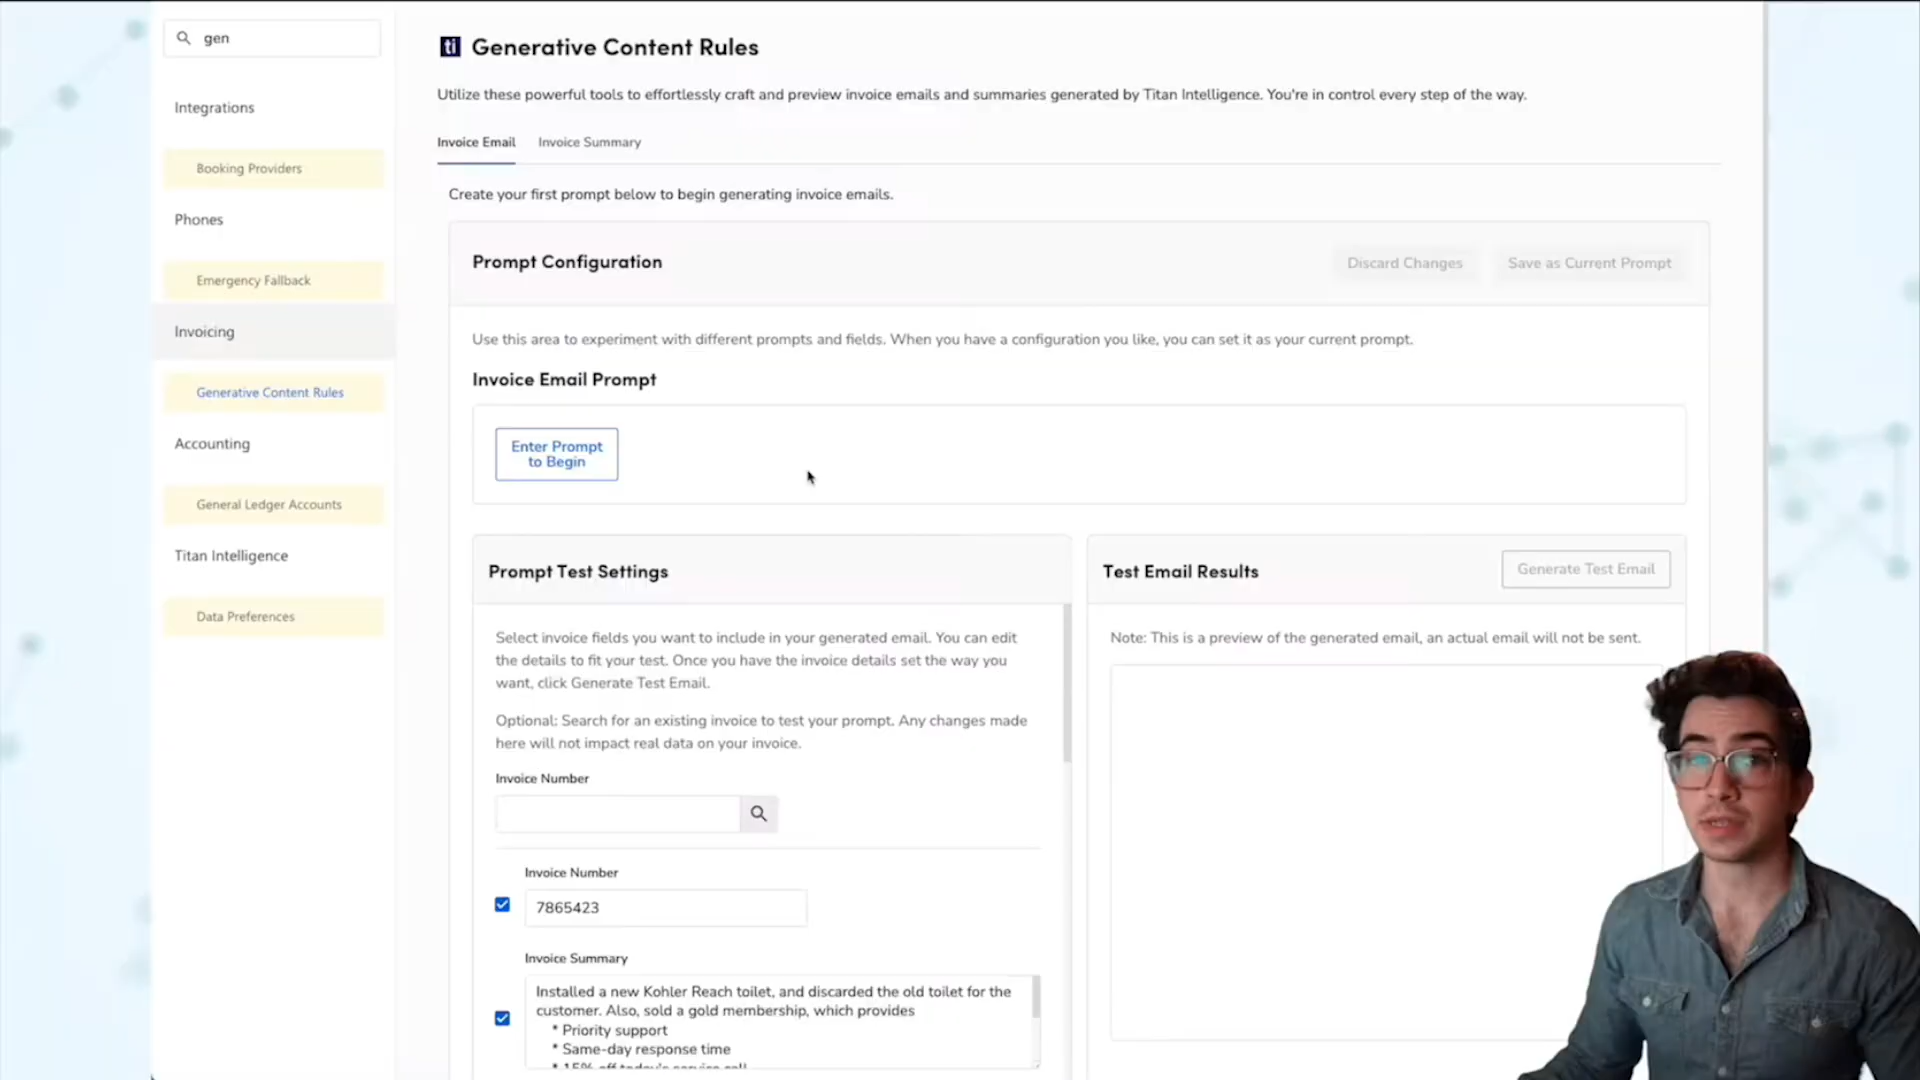 gen
Integrations
Booking Providers
Phones
Emergency Fallback
Invoicing
Generative Content Rules
Accounting
General Ledger Accounts
Titan Intelligence
Data Preferences
ti Generative Content Rules
Utilize these powerful tools to effortlessly craft and preview invoice emails and summaries generated by Titan Intelligence. You're in control every step of the way.
Invoice Email Invoice Summary
Create your first prompt below to begin generating invoice emails.
Prompt Configuration
Discard Changes
Save as Current Prompt
Use this area to experiment with different prompts and fields. When you have a configuration you like, you can set it as your current prompt.
Invoice Email Prompt
Enter Prompt
to Begin
Prompt Test Settings
Select invoice fields you want to include in your generated email. You can edit
the details to fit your test. Once you have the invoice details set the way you
want, click Generate Test Email.
Optional: Search for an existing invoice to test your prompt. Any changes made
here will not impact real data on your invoice.
Invoice Number
Invoice Number
7865423
Invoice Summary
Installed a new Kohler Reach toilet, and discarded the old toilet for the
customer. Also, sold a gold membership, which provides
* Priority support
* Same-day response time
* 15% off today's service call
Test Email Results
Generate Test Email
Note: This is a preview of the generated email, an actual email will not be sent.